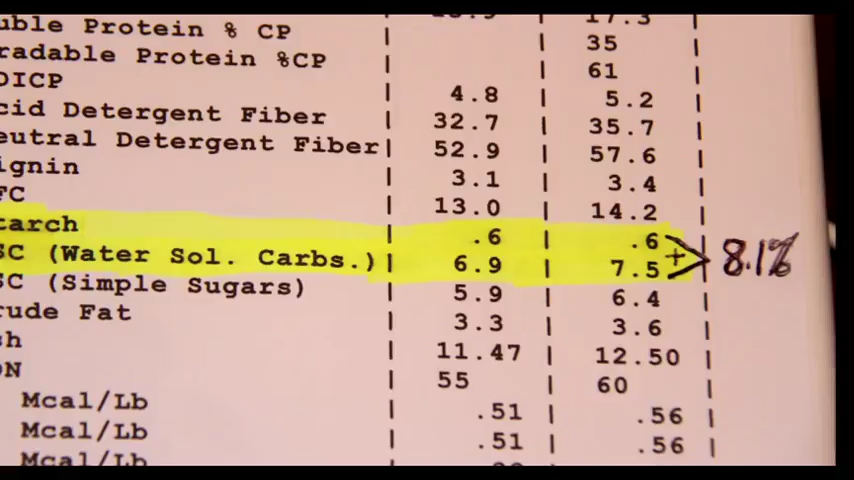 uble Protein % CP | | 17.3 |
radable Protein %CP | | 35 |
DICP | | 61
cid Detergent Fiber | 4.8 | 5.2 |
eutral Detergent Fiber| 32.7 | 35.7 |
ignin | 52.9 | 57.6 |
FC | 3.1 | 3.4 |
tarch | 13.0 | 14.2 |
SC (Water Sol. Carbs.) | .6 | .6 + 8.1%
SC (Simple Sugars) | 6.9 | 7.5
rude Fat | 5.9 | 6.4 |
sh | 3.3 | 3.6 |
DN | 11.47 | 12.50 |
Mcal/Lb | 55 | 60 |
Mcal/Lb | .51 | .56 |
Mcal/Lb | .51 | .56 |